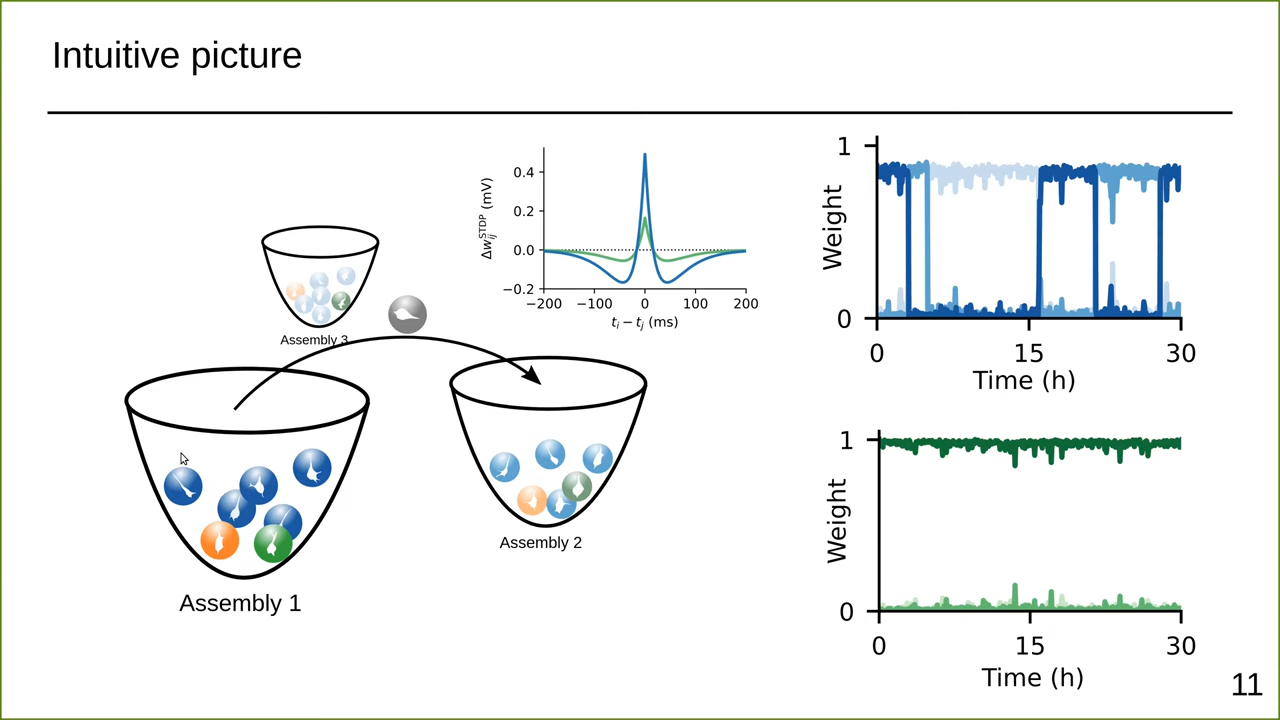 Intuitive picture
Assembly 3
Assembly 1
Assembly 2
Δw_ij^STDP (mV)
0.4
0.2
0.0
−0.2
−200
−100
0
100
200
t_i − t_j (ms)
Weight
1
0
0
15
30
Time (h)
Weight
1
0
0
15
30
Time (h)
11